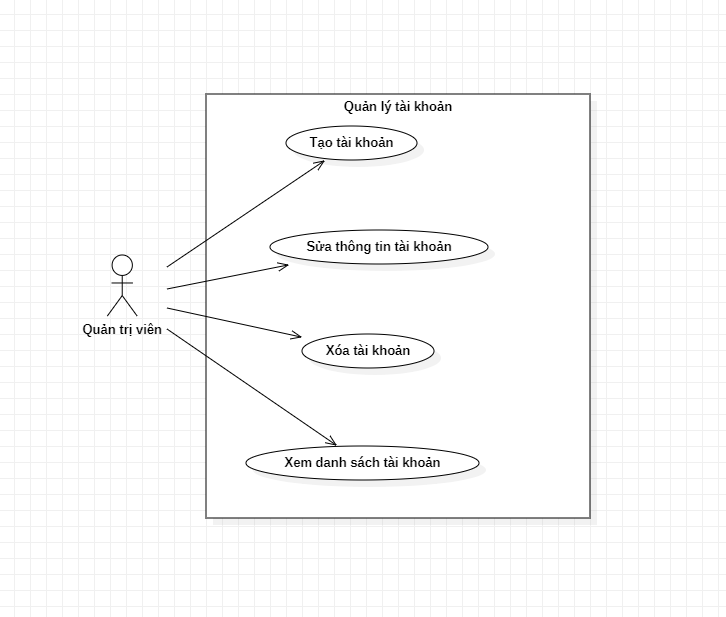 Quản lý tài khoản
Tạo tài khoản
Sửa thông tin tài khoản
Quản trị viên
Xóa tài khoản
Xem danh sách tài khoản